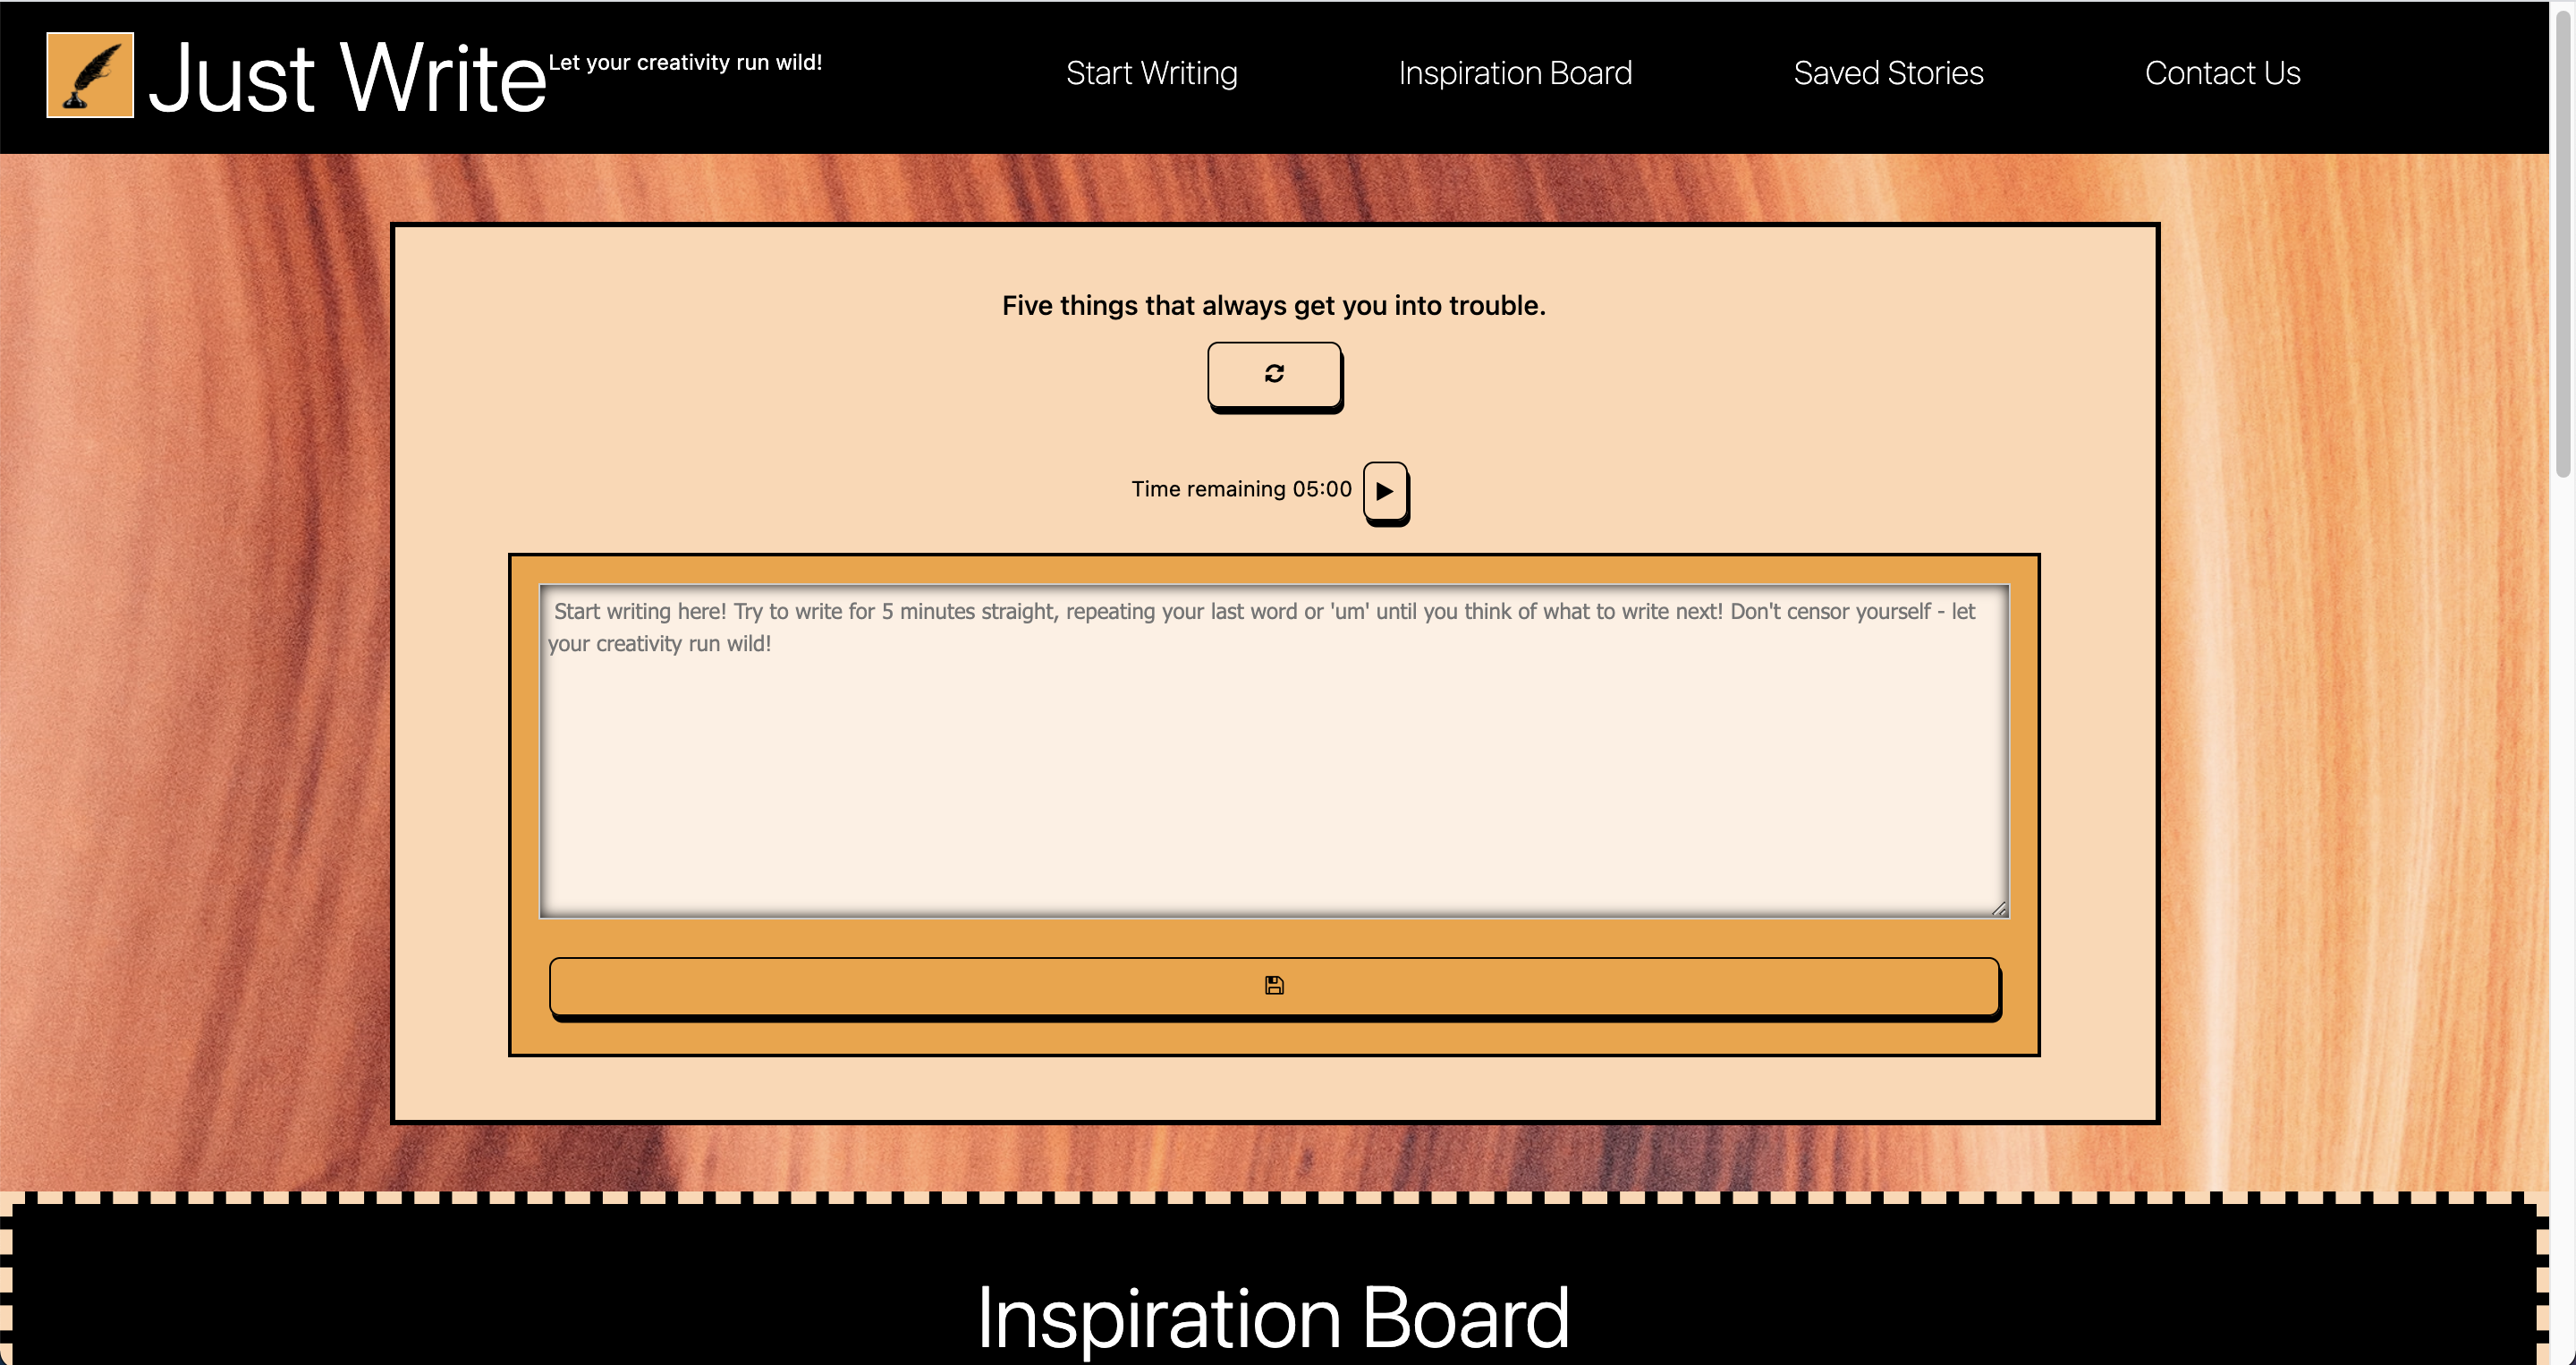 Just Write
Let your creativity run wild!
Start Writing
Inspiration Board
Saved Stories
Contact Us
Five things that always get you into trouble.
Time remaining 05:00
Start writing here! Try to write for 5 minutes straight, repeating your last word or 'um' until you think of what to write next! Don't censor yourself - let
your creativity run wild!
Inspiration Board